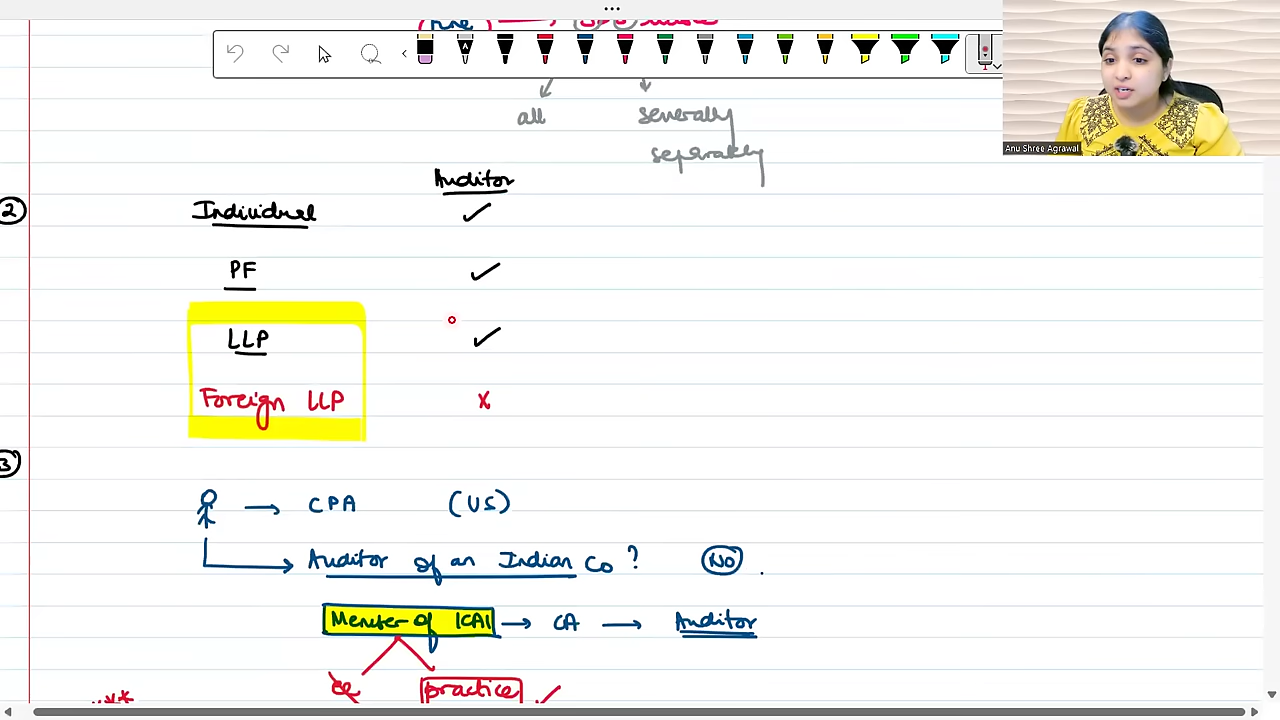 all severally
separately
Anu Shree Agrawal
Auditor
2 Individual ✓
PF ✓
LLP ✓
Foreign LLP x
3
→ CPA (US)
→ Auditor of an Indian Co ? NO .
Member of ICAI → CA → Auditor
practice ✓
**